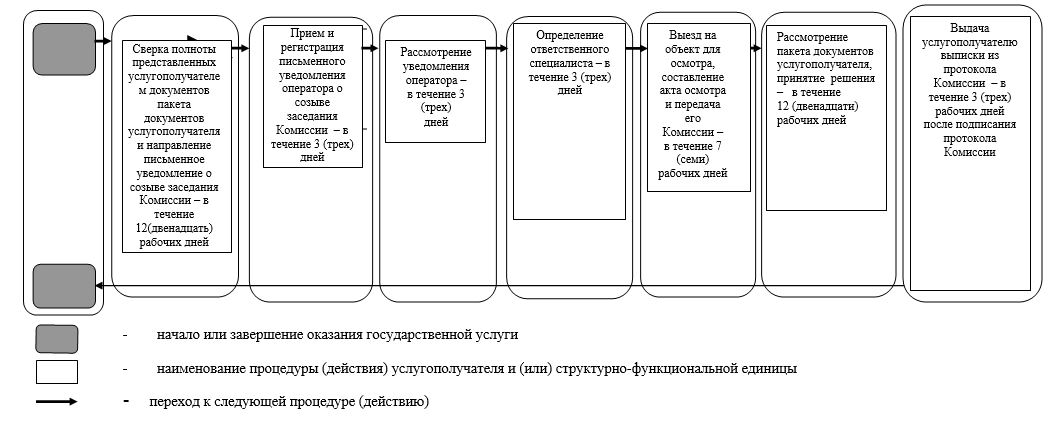 Сверка полноты
представленных
услугополучателе
м документов
пакета
документов
услугополучателя
и направление
письменное
уведомление о
созыве заседания
Комиссии – в
течение
12(двенадцать)
рабочих дней
Прием и
регистрация
письменного
уведомления
оператора о
созыве
заседания
Комиссии – в
течение 3 (трех)
дней
Рассмотрение
уведомления
оператора –
в течение 3
(трех)
дней
Определение
ответственного
специалиста – в
течение 3 (трех)
дней
Выезд на
объект для
осмотра,
составление
акта осмотра
и передача
его
Комиссии –
в течение 7
(семи)
рабочих дней
Рассмотрение
пакета документов
услугополучателя,
принятие решения
– в течение
12 (двенадцати)
рабочих дней
Выдача
услугополучателю
выписки из
протокола
Комиссии – в
течение 3 (трех)
рабочих дней
после подписания
протокола
Комиссии
- начало или завершение оказания государственной услуги
- наименование процедуры (действия) услугополучателя и (или) структурно-функциональной единицы
- переход к следующей процедуре (действию)